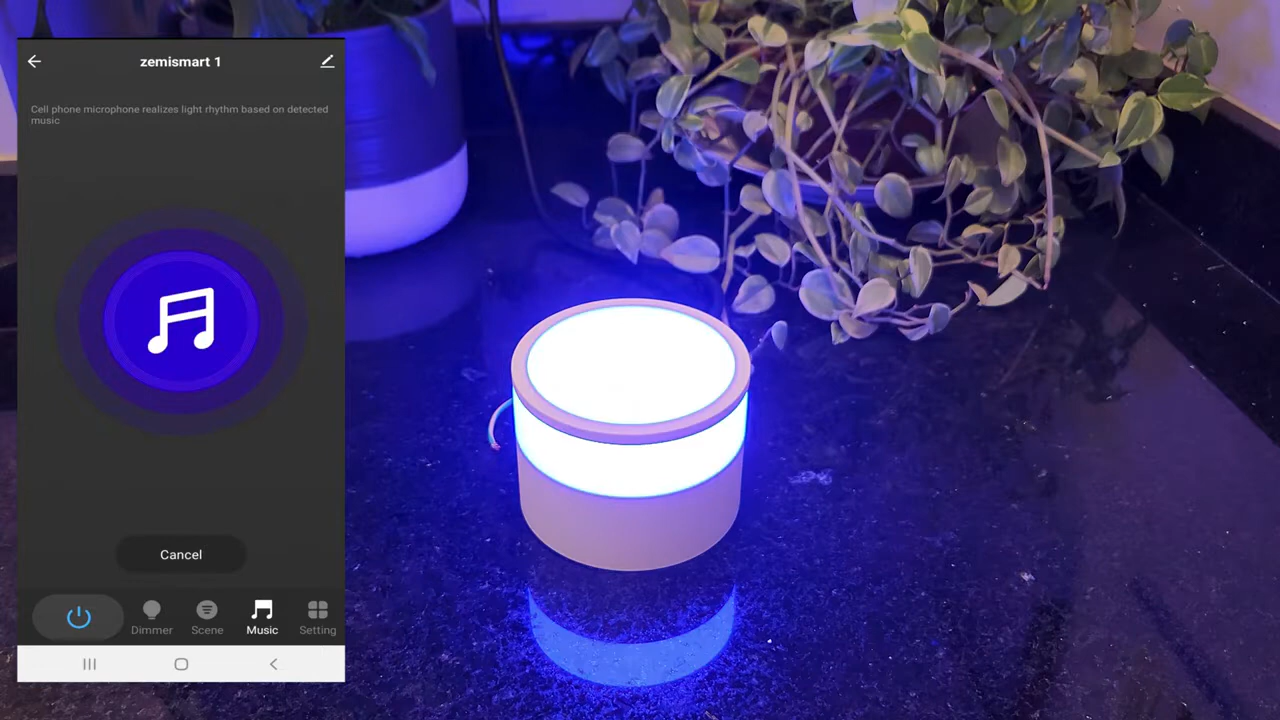 zemismart 1
Cell phone microphone realizes light rhythm based on detected
music
Cancel
Dimmer Scene Music Setting